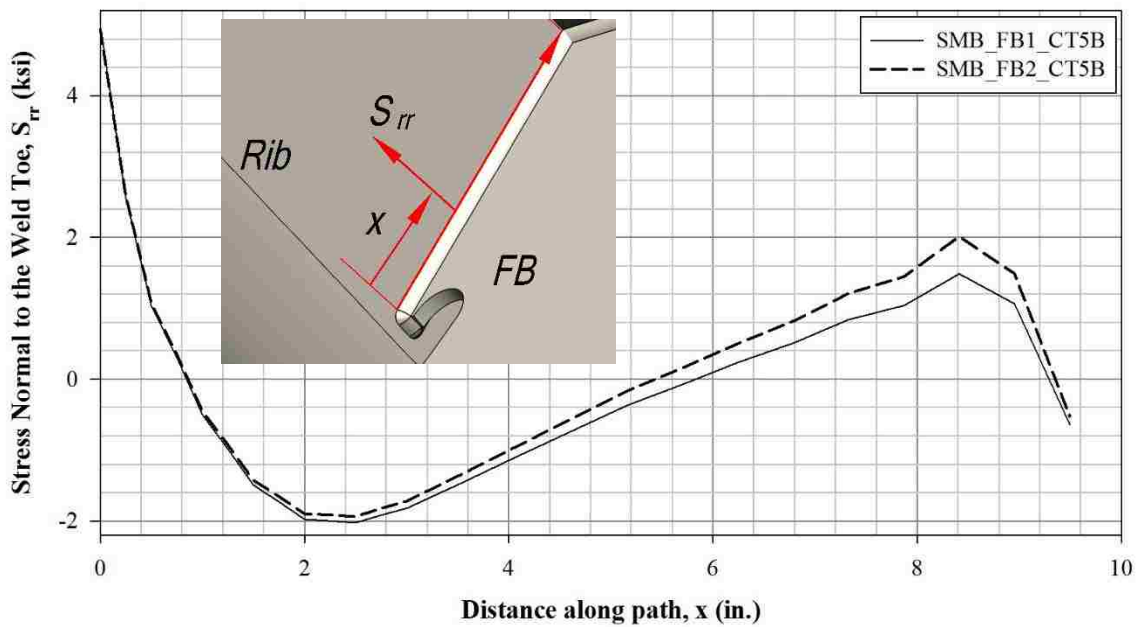 Stress Normal to the Weld Toe, Srr (ksi)
4
2
0
-2
SMB_FB1_CT5B
SMB_FB2_CT5B
Srr
Rib
x
FB
0
2
4
6
8
10
Distance along path, x (in.)